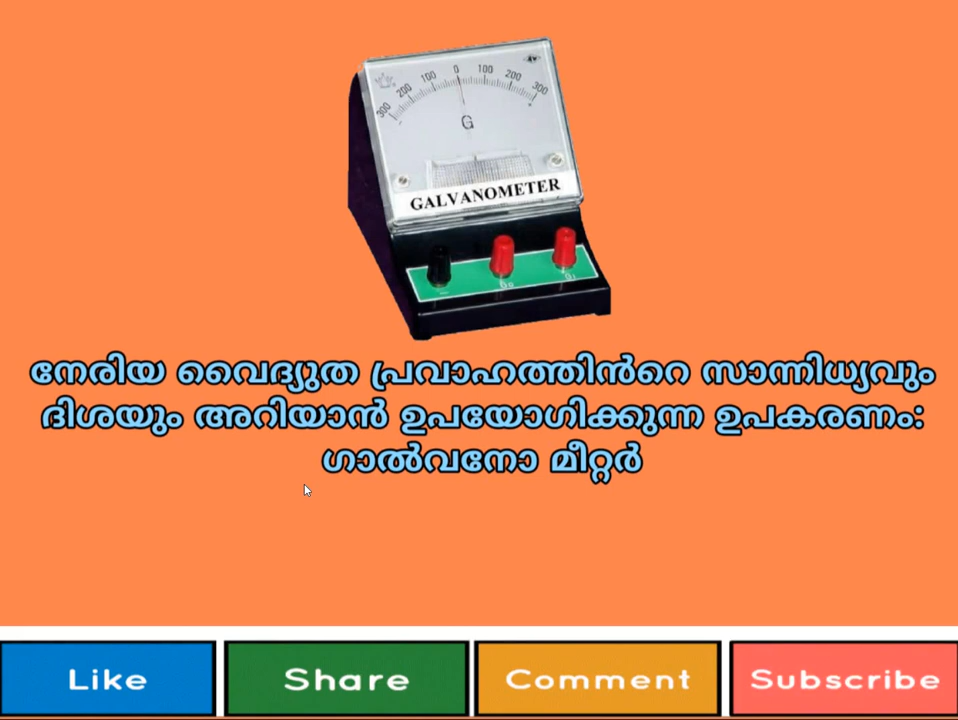 300 200 100 0 100 200 300
G
GALVANOMETER
നേരിയ വൈദ്യുത പ്രവാഹത്തിൻറെ സാന്നിധ്യവും
ദിശയും അറിയാൻ ഉപയോഗിക്കുന്ന ഉപകരണം:
ഗാൽവനോ മീറ്റർ
Like Share Comment Subscribe